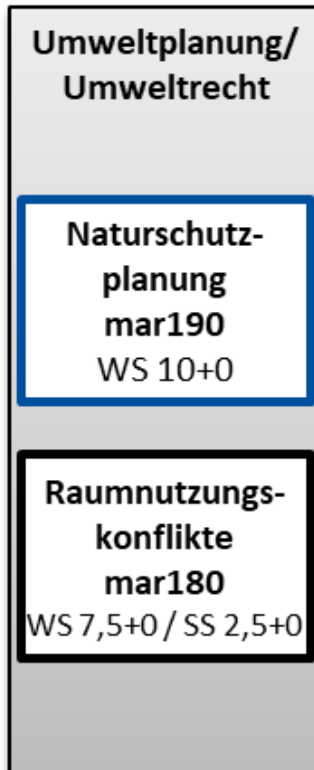 Umweltplanung/
Umweltrecht
Naturschutz-
planung
mar190
WS 10+0
Raumnutzungs-
konflikte
mar180
WS 7,5+0 / SS 2,5+0